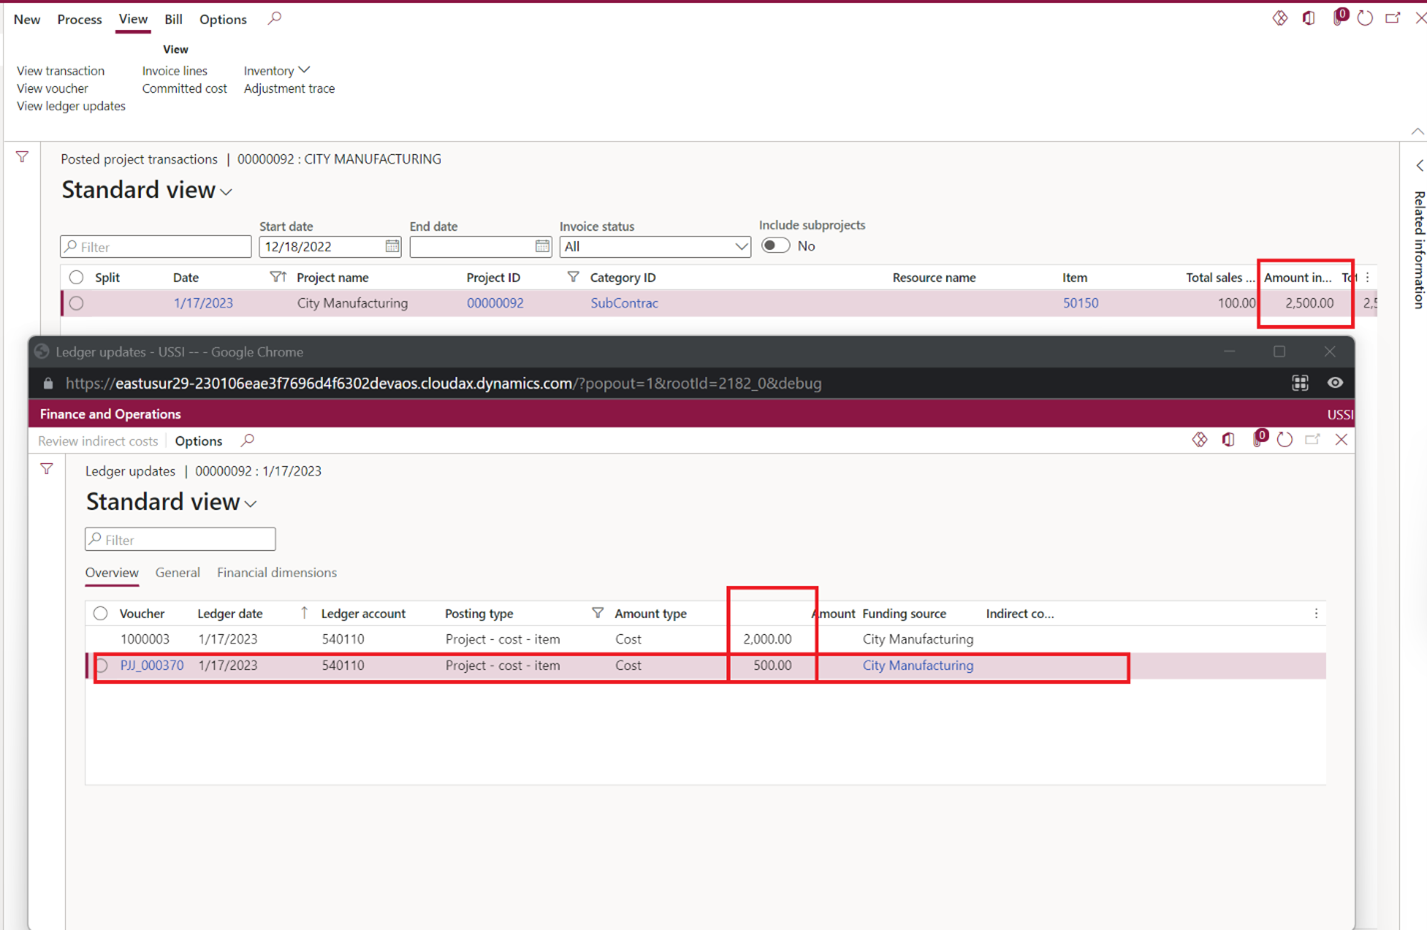 New Process View Bill Options
0
View
View transaction Invoice lines Inventory
View voucher Committed cost Adjustment trace
View ledger updates
Posted project transactions | 00000092 : CITY MANUFACTURING
Standard view
Related information
Start date End date Invoice status Include subprojects
Filter 12/18/2022 All No
Split Date Project name Project ID Category ID Resource name Item Total sales ... Amount in... Tot
1/17/2023 City Manufacturing 00000092 SubContrac 50150 100.00 2,500.00 2,5
Ledger updates - USSI -- - Google Chrome
https://eastusur29-230106eae3f7696d4f6302devaos.cloudax.dynamics.com/?popout=1&rootId=2182_0&debug
Finance and Operations USSI
Review indirect costs Options 0
Ledger updates | 00000092 : 1/17/2023
Standard view
Filter
Overview General Financial dimensions
Voucher Ledger date Ledger account Posting type Amount type Amount Funding source Indirect co...
1000003 1/17/2023 540110 Project - cost - item Cost 2,000.00 City Manufacturing
PJJ_000370 1/17/2023 540110 Project - cost - item Cost 500.00 City Manufacturing